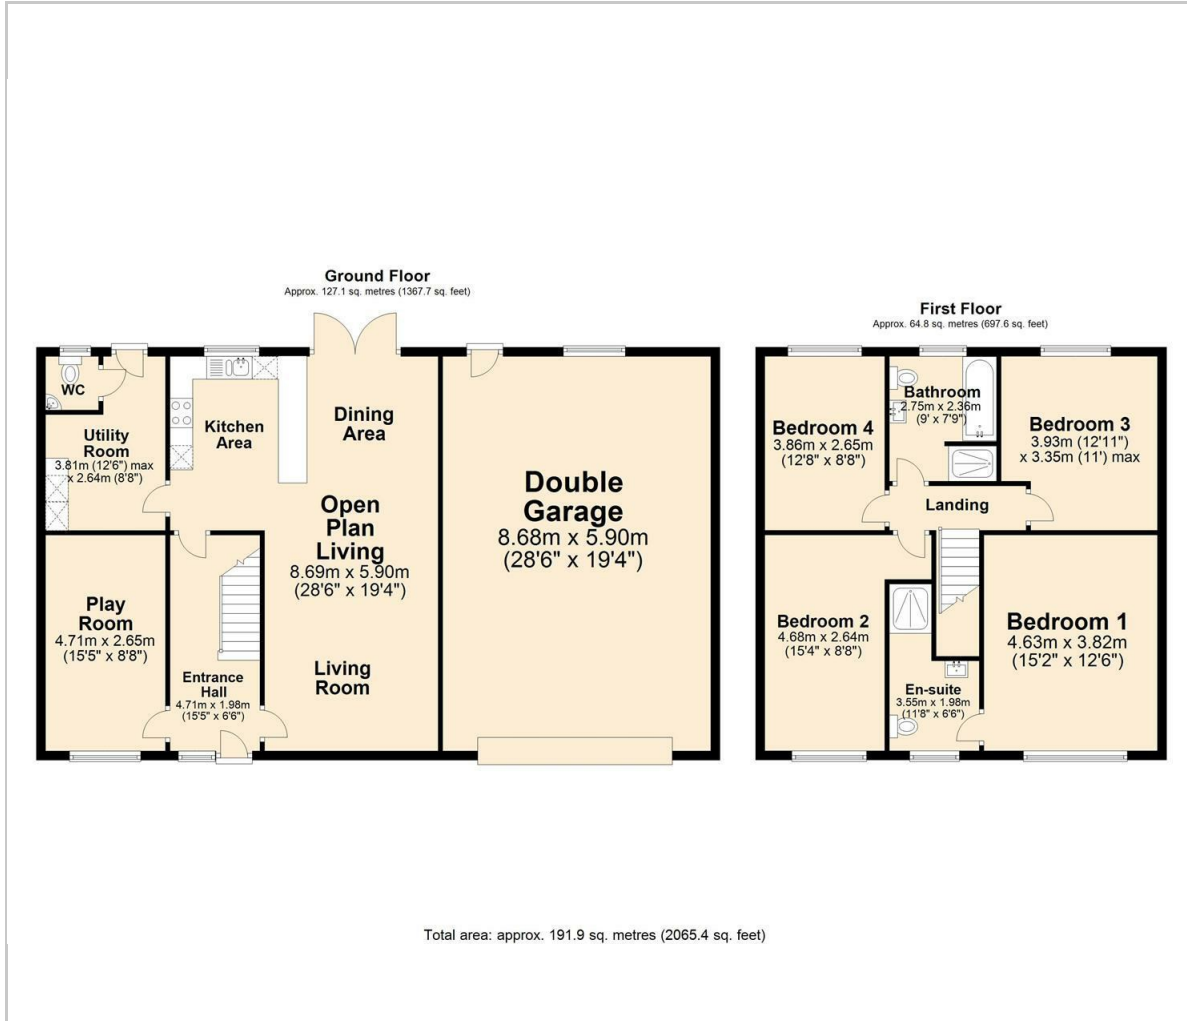 Ground Floor
Approx. 127.1 sq. metres (1367.7 sq. feet)
WC
Utility
Room
3.81m (12'6") max
x 2.64m (8'8")
Kitchen
Area
Dining
Area
Open
Plan
Living
8.69m x 5.90m
(28'6" x 19'4")
Double
Garage
8.68m x 5.90m
(28'6" x 19'4")
Play
Room
4.71m x 2.65m
(15'5" x 8'8")
Entrance
Hall
4.71m x 1.98m
(15'5" x 6'6")
Living
Room
First Floor
Approx. 64.8 sq. metres (697.6 sq. feet)
Bedroom 4
3.86m x 2.65m
(12'8" x 8'8")
Bathroom
2.75m x 2.36m
(9' x 7'9")
Bedroom 3
3.93m (12'11")
x 3.35m (11') max
Landing
Bedroom 2
4.68m x 2.64m
(15'4" x 8'8")
En-suite
3.55m x 1.98m
(11'8" x 6'6")
Bedroom 1
4.63m x 3.82m
(15'2" x 12'6")
Total area: approx. 191.9 sq. metres (2065.4 sq. feet)